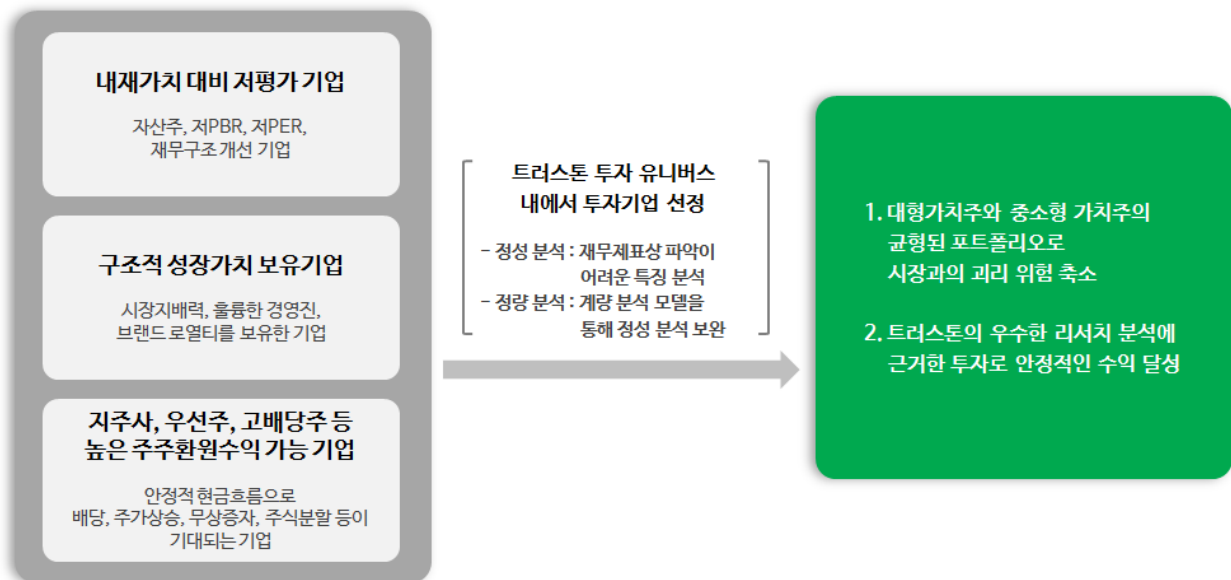 내재가치 대비 저평가 기업
자산주, 저PBR, 저PER,
재무구조 개선 기업
구조적 성장가치 보유기업
시장지배력, 훌륭한 경영진,
브랜드 로열티를 보유한 기업
지주사, 우선주, 고배당주 등
높은 주주환원수익 가능 기업
안정적 현금흐름으로
배당, 주가상승, 무상증자, 주식분할 등이
기대되는 기업
트러스톤 투자 유니버스
내에서 투자기업 선정
- 정성 분석 : 재무제표상 파악이
어려운 특징 분석
- 정량 분석 : 계량 분석 모델을
통해 정성 분석 보완
1. 대형가치주와 중소형 가치주의
균형된 포트폴리오로
시장과의 괴리 위험 축소
2. 트러스톤의 우수한 리서치 분석에
근거한 투자로 안정적인 수익 달성